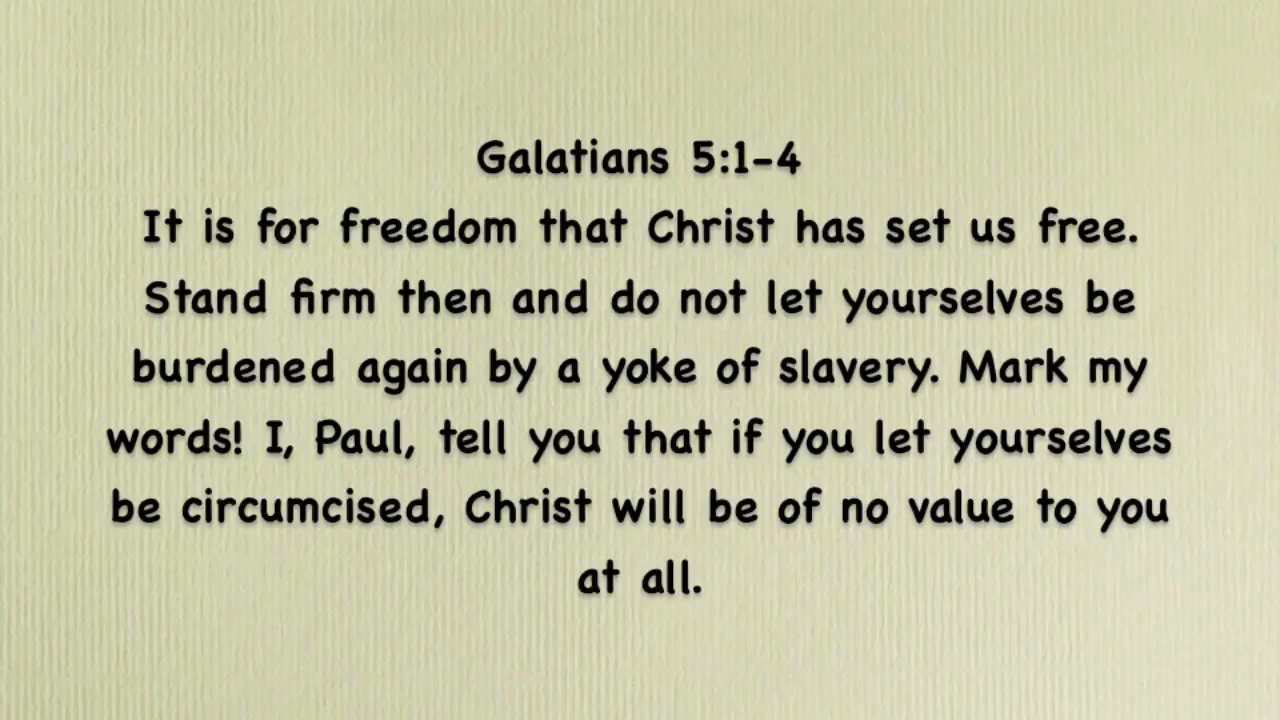 Galatians 5:1-4
It is for freedom that Christ has set us free.
Stand firm then and do not let yourselves be
burdened again by a yoke of slavery. Mark my
words! I, Paul, tell you that if you let yourselves
be circumcised, Christ will be of no value to you
at all.